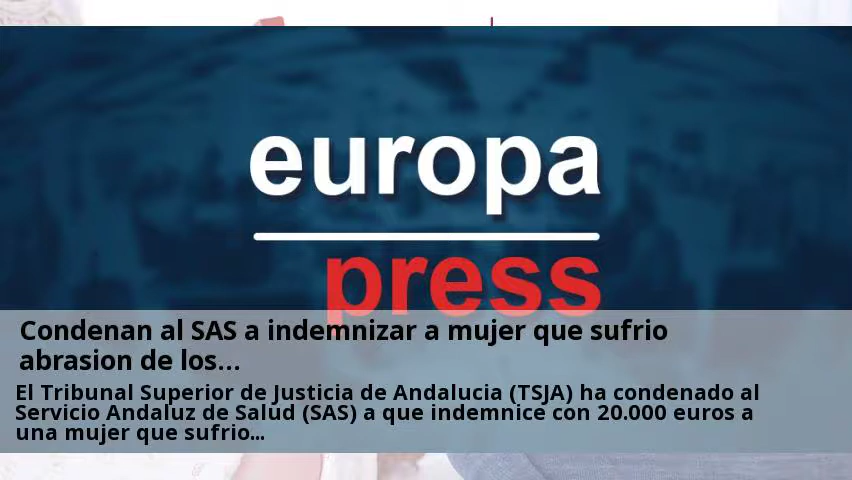 europa
press
Condenan al SAS a indemnizar a mujer que sufrio
abrasion de los...
El Tribunal Superior de Justicia de Andalucia (TSJA) ha condenado al
Servicio Andaluz de Salud (SAS) a que indemnice con 20.000 euros a
una mujer que sufrio...